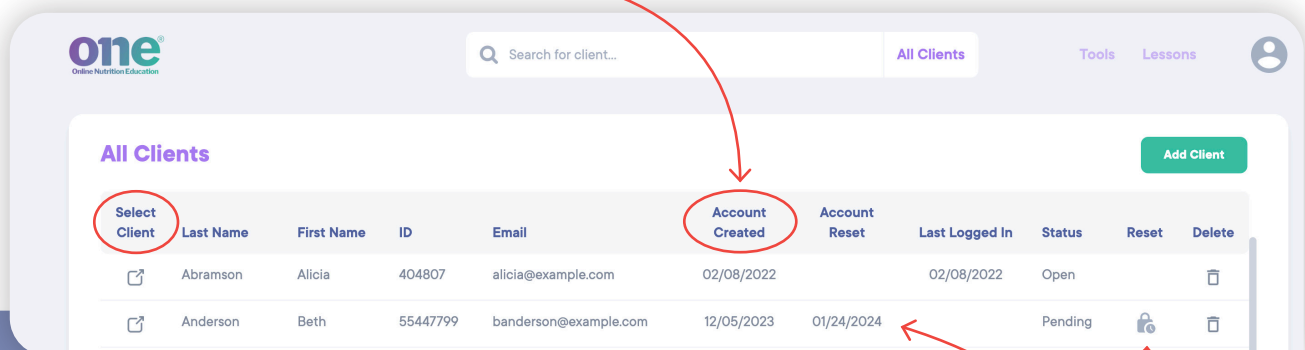 one®
Online Nutrition Education
Search for client...
All Clients
Tools Lessons
All Clients
Add Client
Select Client Last Name First Name ID Email Account Created Account Reset Last Logged In Status Reset Delete
Abramson Alicia 404807 alicia@example.com 02/08/2022 02/08/2022 Open
Anderson Beth 55447799 banderson@example.com 12/05/2023 01/24/2024 Pending